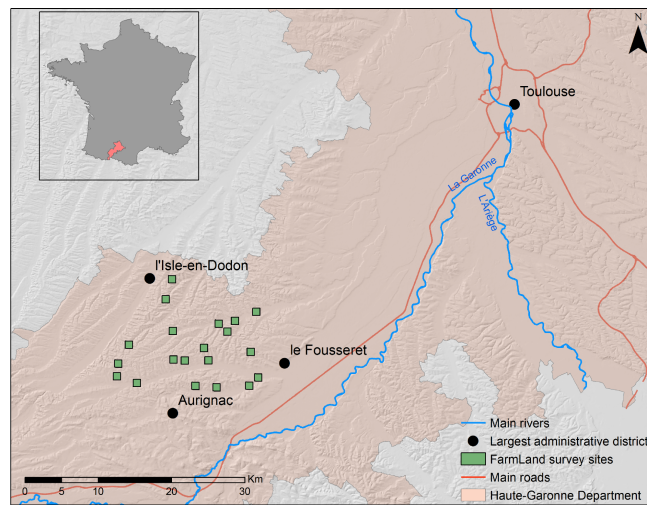 N
Toulouse
La Garonne
L'Ariège
l'Isle-en-Dodon
le Fousseret
Aurignac
Main rivers
Largest administrative district
FarmLand survey sites
Main roads
Haute-Garonne Department
Km
0 5 10 20 30